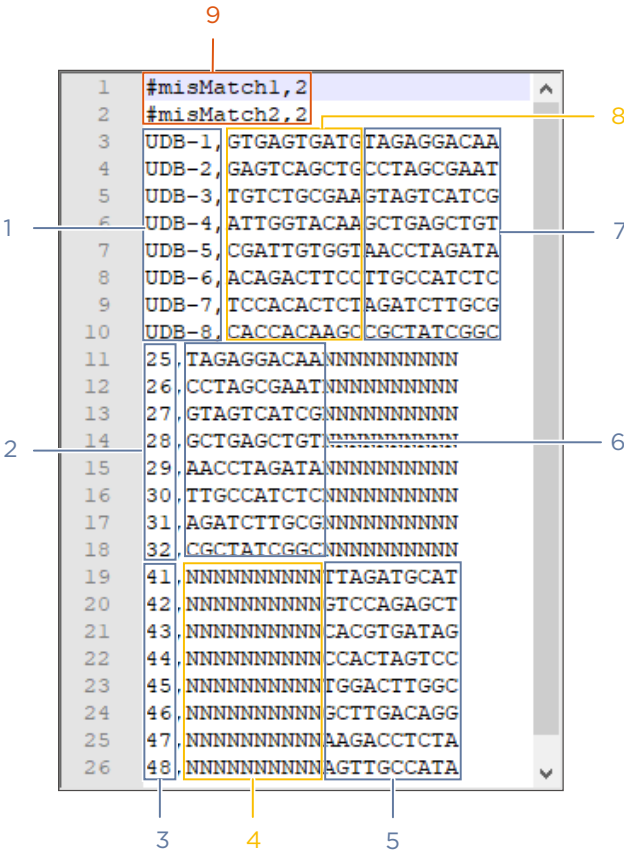 9
1 #misMatch1,2
2 #misMatch2,2
3 UDB-1,GTGAGTGATGTAGAGGACAA
8
4 UDB-2,GAGTCAGCTGCCTAGCGAAT
5 UDB-3,TGTCTGCGAAGTAGTCATCG
6 UDB-4,ATTGGTACAAGCTGAGCTGT
1
7
7 UDB-5,CGATTGTGGTAACCTAGATA
8 UDB-6,ACAGACTTCCTTGCCATCTC
9 UDB-7,TCCACACTCTAGATCTTGCG
10 UDB-8,CACCACAAGCCGCTATCGGC
11 25,TAGAGGACAANNNNNNNNNN
12 26,CCTAGCGAATNNNNNNNNNN
13 27,GTAGTCATCGNNNNNNNNNN
14 28,GCTGAGCTGTNNNNNNNNNN
2
6
15 29,AACCTAGATANNNNNNNNNN
16 30,TTGCCATCTCNNNNNNNNNN
17 31,AGATCTTGCGNNNNNNNNNN
18 32,CGCTATCGGCNNNNNNNNNN
19 41,NNNNNNNNNNTTAGATGCAT
20 42,NNNNNNNNNNGTCCAGAGCT
21 43,NNNNNNNNNNCACGTGATAG
22 44,NNNNNNNNNNCCACTAGTCC
23 45,NNNNNNNNNNTGGACTTGGC
24 46,NNNNNNNNNNGCTTGACAGG
25 47,NNNNNNNNNNAAGACCTCTA
26 48,NNNNNNNNNNAGTTGCCATA
3
4
5